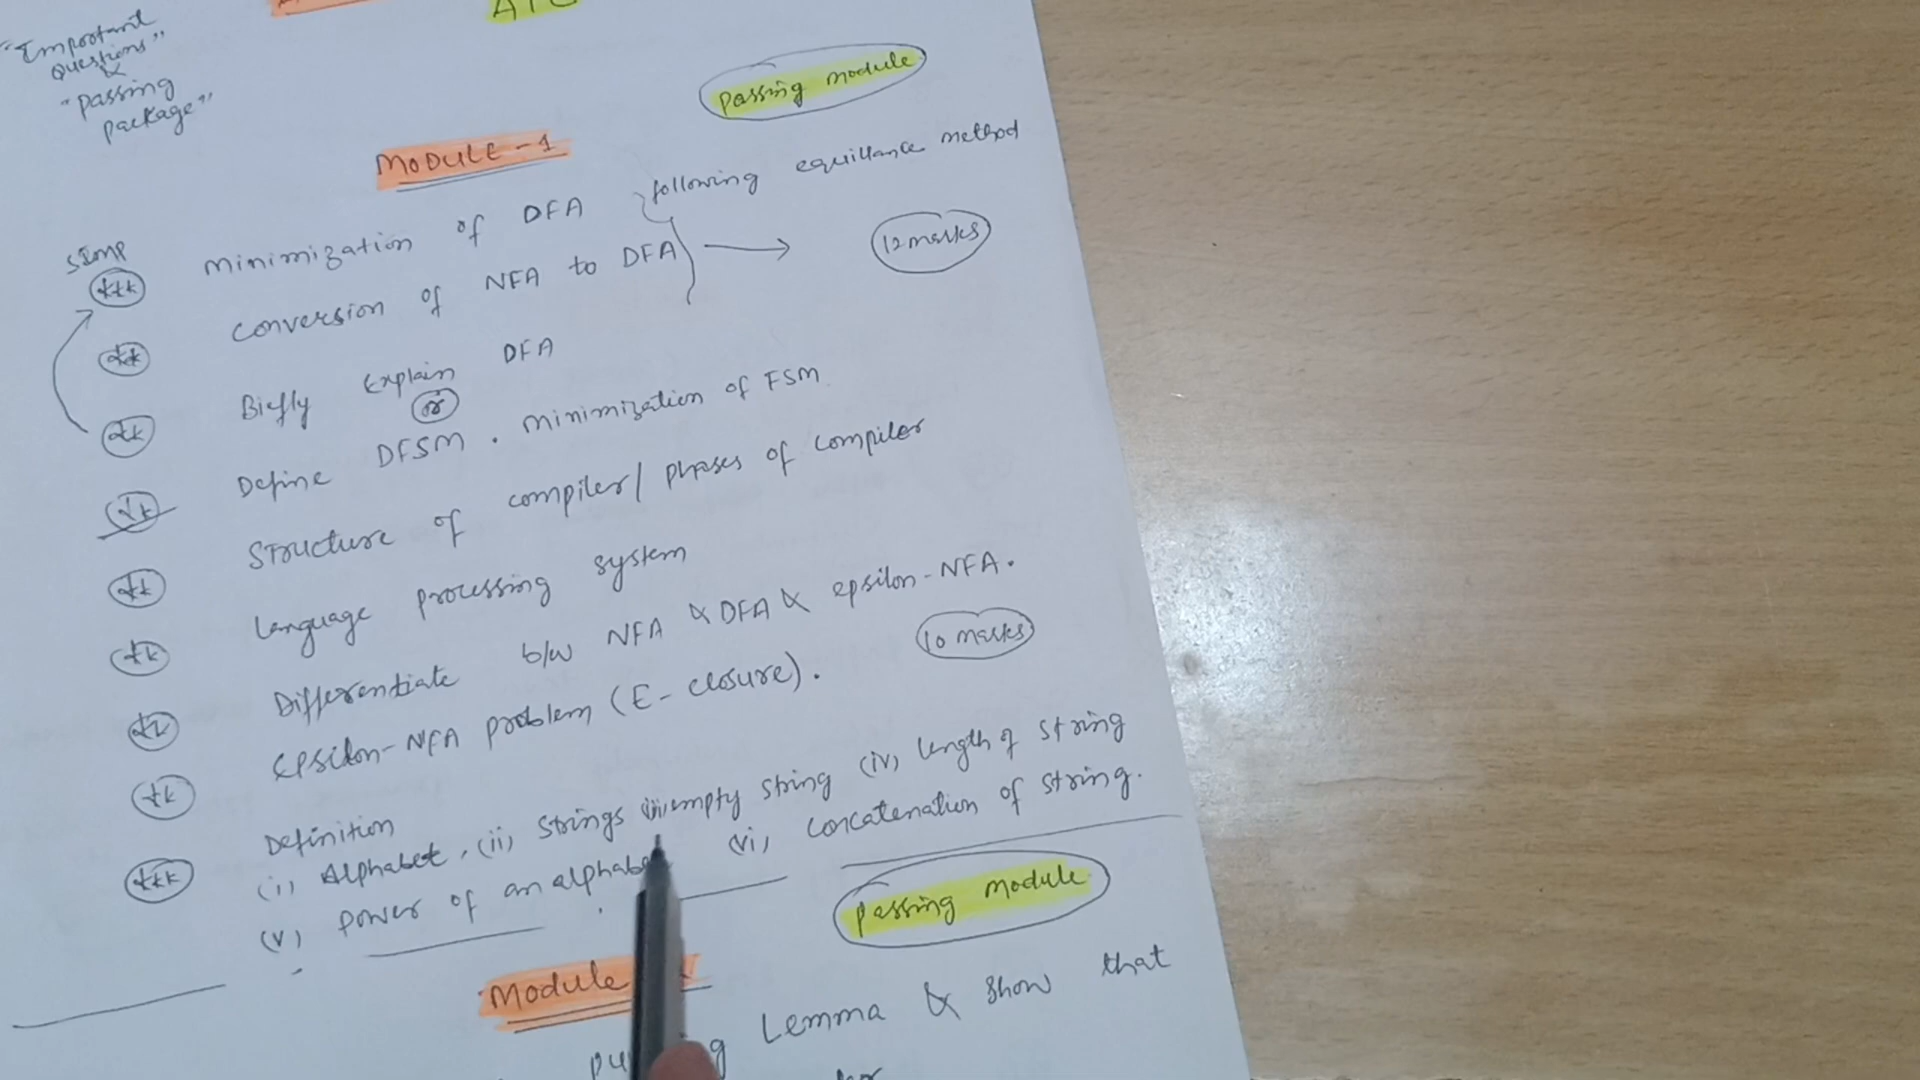 "Important
Questions"
&
"passing
package"
passing module
MODULE-1
SIMP
*** minimization of DFA following equillance method
** conversion of NFA to DFA → 12 marks
** Biefly Explain DFA
or
** Define DFSM. minimization of FSM
** Structure of compiler/ phases of compiler
** Language processing system
** Differentiate b/w NFA & DFA & epsilon-NFA.
** Epsilon-NFA problem (E-closure). 10 marks
*** Definition
(i) Alphabet, (ii) Strings (iii) empty string (iv) length of string
(v) power of an alphabet (vi) concatenation of string.
passing module
Module
Lemma & show that